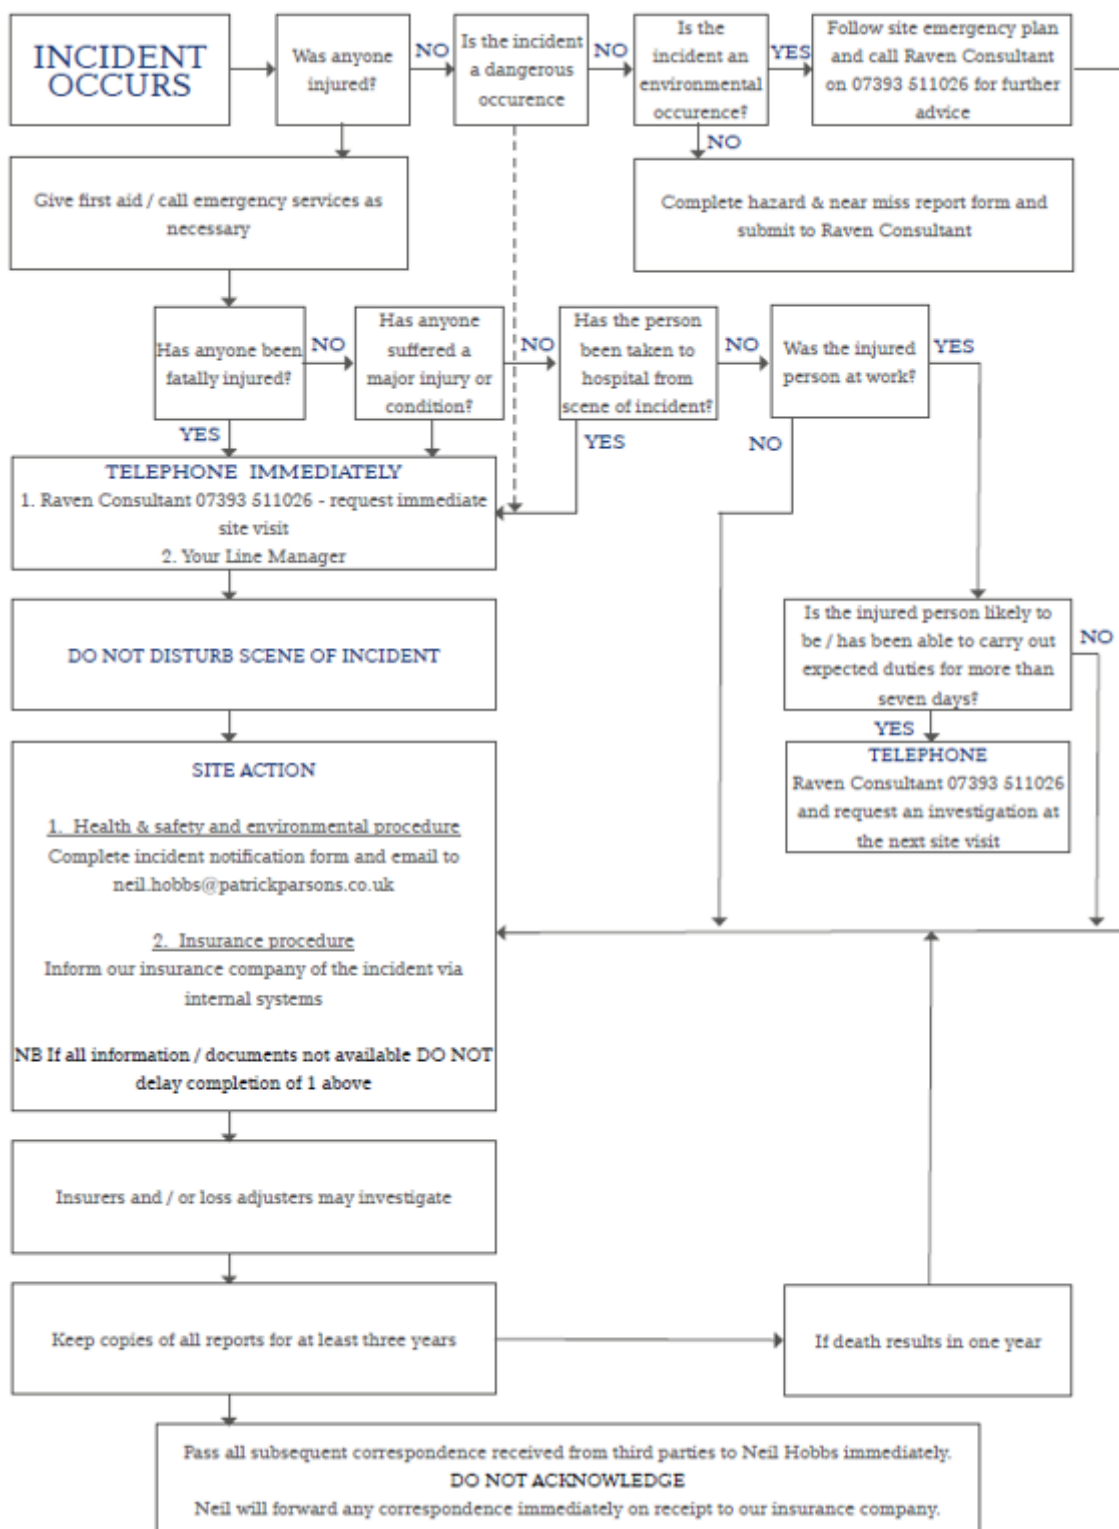 INCIDENT
OCCURS
Was anyone
injured?
NO
Is the incident
a dangerous
occurence
NO
Is the
incident an
environmental
occurence?
YES
Follow site emergency plan
and call Raven Consultant
on 07393 511026 for further
advice
NO
Complete hazard & near miss report form and
submit to Raven Consultant
Give first aid / call emergency services as
necessary
Has anyone been
fatally injured?
NO
Has anyone
suffered a
major injury or
condition?
NO
Has the person
been taken to
hospital from
scene of incident?
NO
Was the injured
person at work?
YES
YES
YES
NO
TELEPHONE IMMEDIATELY
1. Raven Consultant 07393 511026 - request immediate
site visit
2. Your Line Manager
DO NOT DISTURB SCENE OF INCIDENT
Is the injured person likely to
be / has been able to carry out
expected duties for more than
seven days?
NO
YES
TELEPHONE
Raven Consultant 07393 511026
and request an investigation at
the next site visit
SITE ACTION
1. Health & safety and environmental procedure
Complete incident notification form and email to
neil.hobbs@patrickparsons.co.uk
2. Insurance procedure
Inform our insurance company of the incident via
internal systems
NB If all information / documents not available DO NOT
delay completion of 1 above
Insurers and / or loss adjusters may investigate
Keep copies of all reports for at least three years
If death results in one year
Pass all subsequent correspondence received from third parties to Neil Hobbs immediately.
DO NOT ACKNOWLEDGE
Neil will forward any correspondence immediately on receipt to our insurance company.